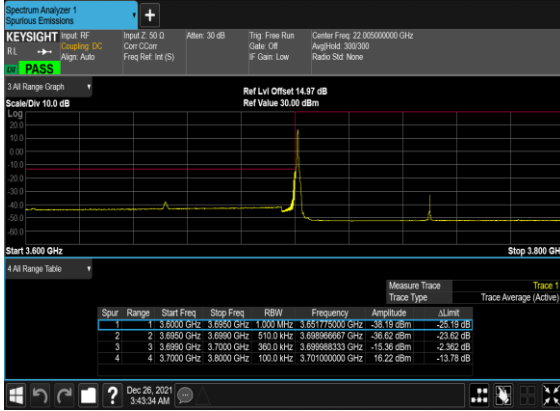 Spectrum Analyzer 1
Spurious Emissions
+
KEYSIGHT Input: RF Input Z: 50 Ω Atten: 30 dB Trig: Free Run Center Freq: 22.005000000 GHz
RL Coupling: DC Corr CCorr Gate: Off Avg|Hold: 300/300
Align: Auto Freq Ref: Int (S) IF Gain: Low Radio Std: None
PASS
3 All Range Graph Ref Lvl Offset 14.97 dB
Scale/Div 10.0 dB Ref Value 30.00 dBm
Log
20.0
10.0
0.00
-10.0
-20.0
-30.0
-40.0
-50.0
-60.0
Start 3.600 GHz Stop 3.800 GH
4 All Range Table
Measure Trace Trace 1
Trace Type Trace Average (Active)
Spur Range Start Freq Stop Freq RBW Frequency Amplitude ΔLimit
1 1 3.6000 GHz 3.6950 GHz 1.000 MHz 3.651775000 GHz -38.19 dBm -25.19 dB
2 2 3.6950 GHz 3.6990 GHz 510.0 kHz 3.698966667 GHz -36.62 dBm -23.62 dB
3 3 3.6990 GHz 3.7000 GHz 360.0 kHz 3.699988333 GHz -15.36 dBm -2.362 dB
4 4 3.7000 GHz 3.8000 GHz 100.0 kHz 3.701000000 GHz 16.22 dBm -13.78 dB
? Dec 26, 2021
3:43:34 AM